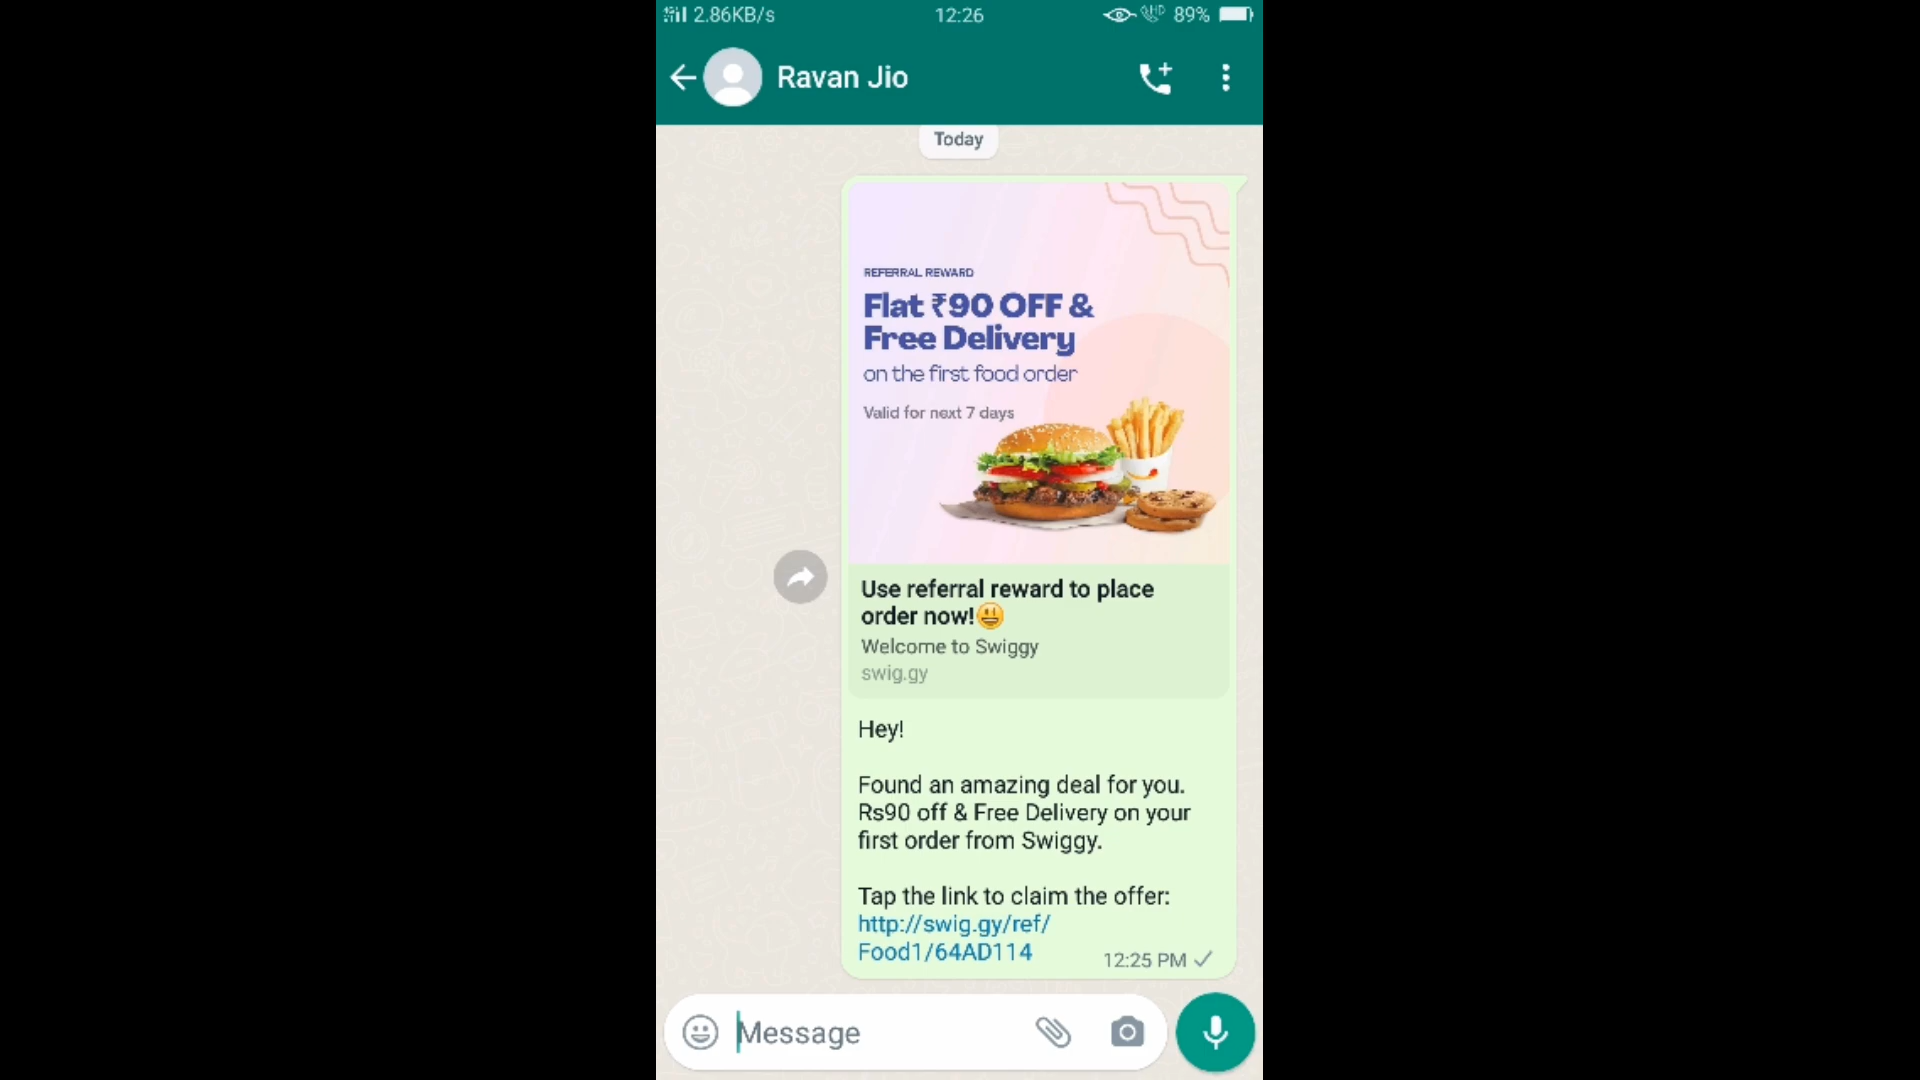 2.86KB/s 12:26 89%
Ravan Jio
Today
REFERRAL REWARD
Flat ₹90 OFF &
Free Delivery
on the first food order
Valid for next 7 days
Use referral reward to place
order now!😃
Welcome to Swiggy
swig.gy
Hey!
Found an amazing deal for you.
Rs90 off & Free Delivery on your
first order from Swiggy.
Tap the link to claim the offer:
http://swig.gy/ref/
Food1/64AD114
12:25 PM
Message